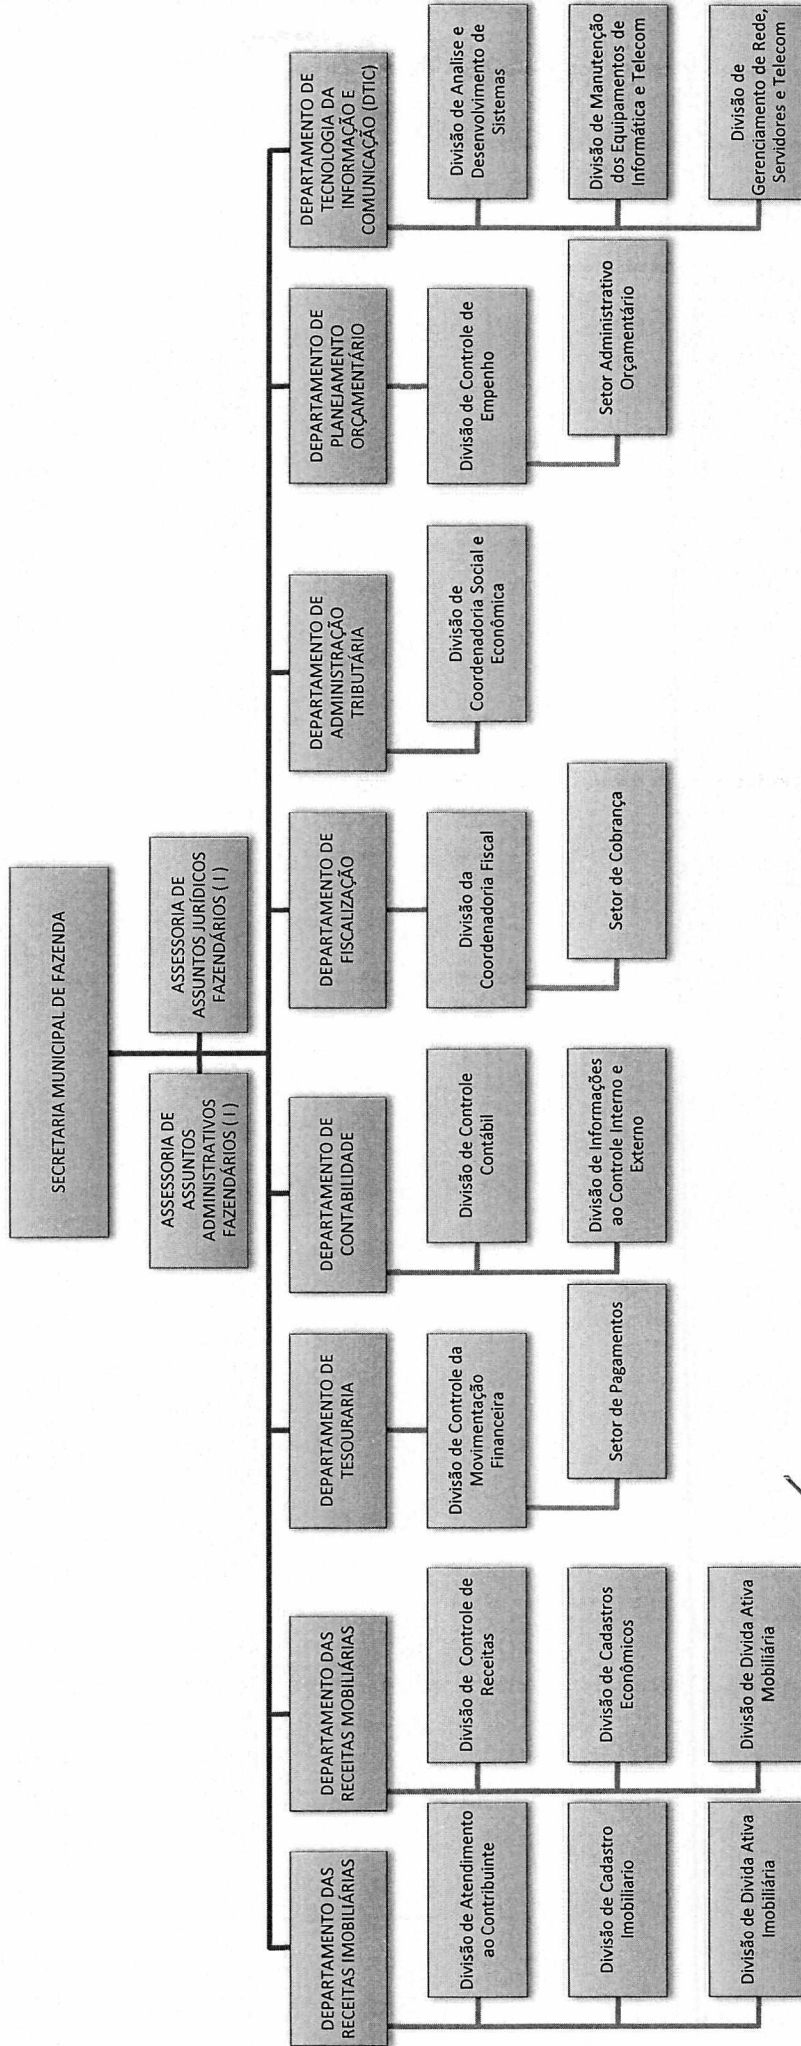 SECRETARIA MUNICIPAL DE FAZENDA
ASSESSORIA DE
ASSUNTOS
ADMINISTRATIVOS
FAZENDÁRIOS ( I )
ASSESSORIA DE
ASSUNTOS JURÍDICOS
FAZENDÁRIOS ( I )
DEPARTAMENTO DAS
RECEITAS IMOBILIÁRIAS
Divisão de Atendimento
ao Contribuinte
Divisão de Cadastro
Imobiliario
Divisão de Divida Ativa
Imobiliária
DEPARTAMENTO DAS
RECEITAS MOBILIÁRIAS
Divisão de Controle de
Receitas
Divisão de Cadastros
Econômicos
Divisão de Divida Ativa
Mobiliária
DEPARTAMENTO DE
TESOURARIA
Divisão de Controle da
Movimentação
Financeira
Setor de Pagamentos
DEPARTAMENTO DE
CONTABILIDADE
Divisão de Controle
Contábil
Divisão de Informações
ao Controle Interno e
Externo
DEPARTAMENTO DE
FISCALIZAÇÃO
Divisão da
Coordenadoria Fiscal
Setor de Cobrança
DEPARTAMENTO DE
ADMINISTRAÇÃO
TRIBUTÁRIA
Divisão de
Coordenadoria Social e
Econômica
DEPARTAMENTO DE
PLANEJAMENTO
ORÇAMENTÁRIO
Divisão de Controle de
Empenho
Setor Administrativo
Orçamentário
DEPARTAMENTO DE
TECNOLOGIA DA
INFORMAÇÃO E
COMUNICAÇÃO (DTIC)
Divisão de Analise e
Desenvolvimento de
Sistemas
Divisão de Manutenção
dos Equipamentos de
Informática e Telecom
Divisão de
Gerenciamento de Rede,
Servidores e Telecom